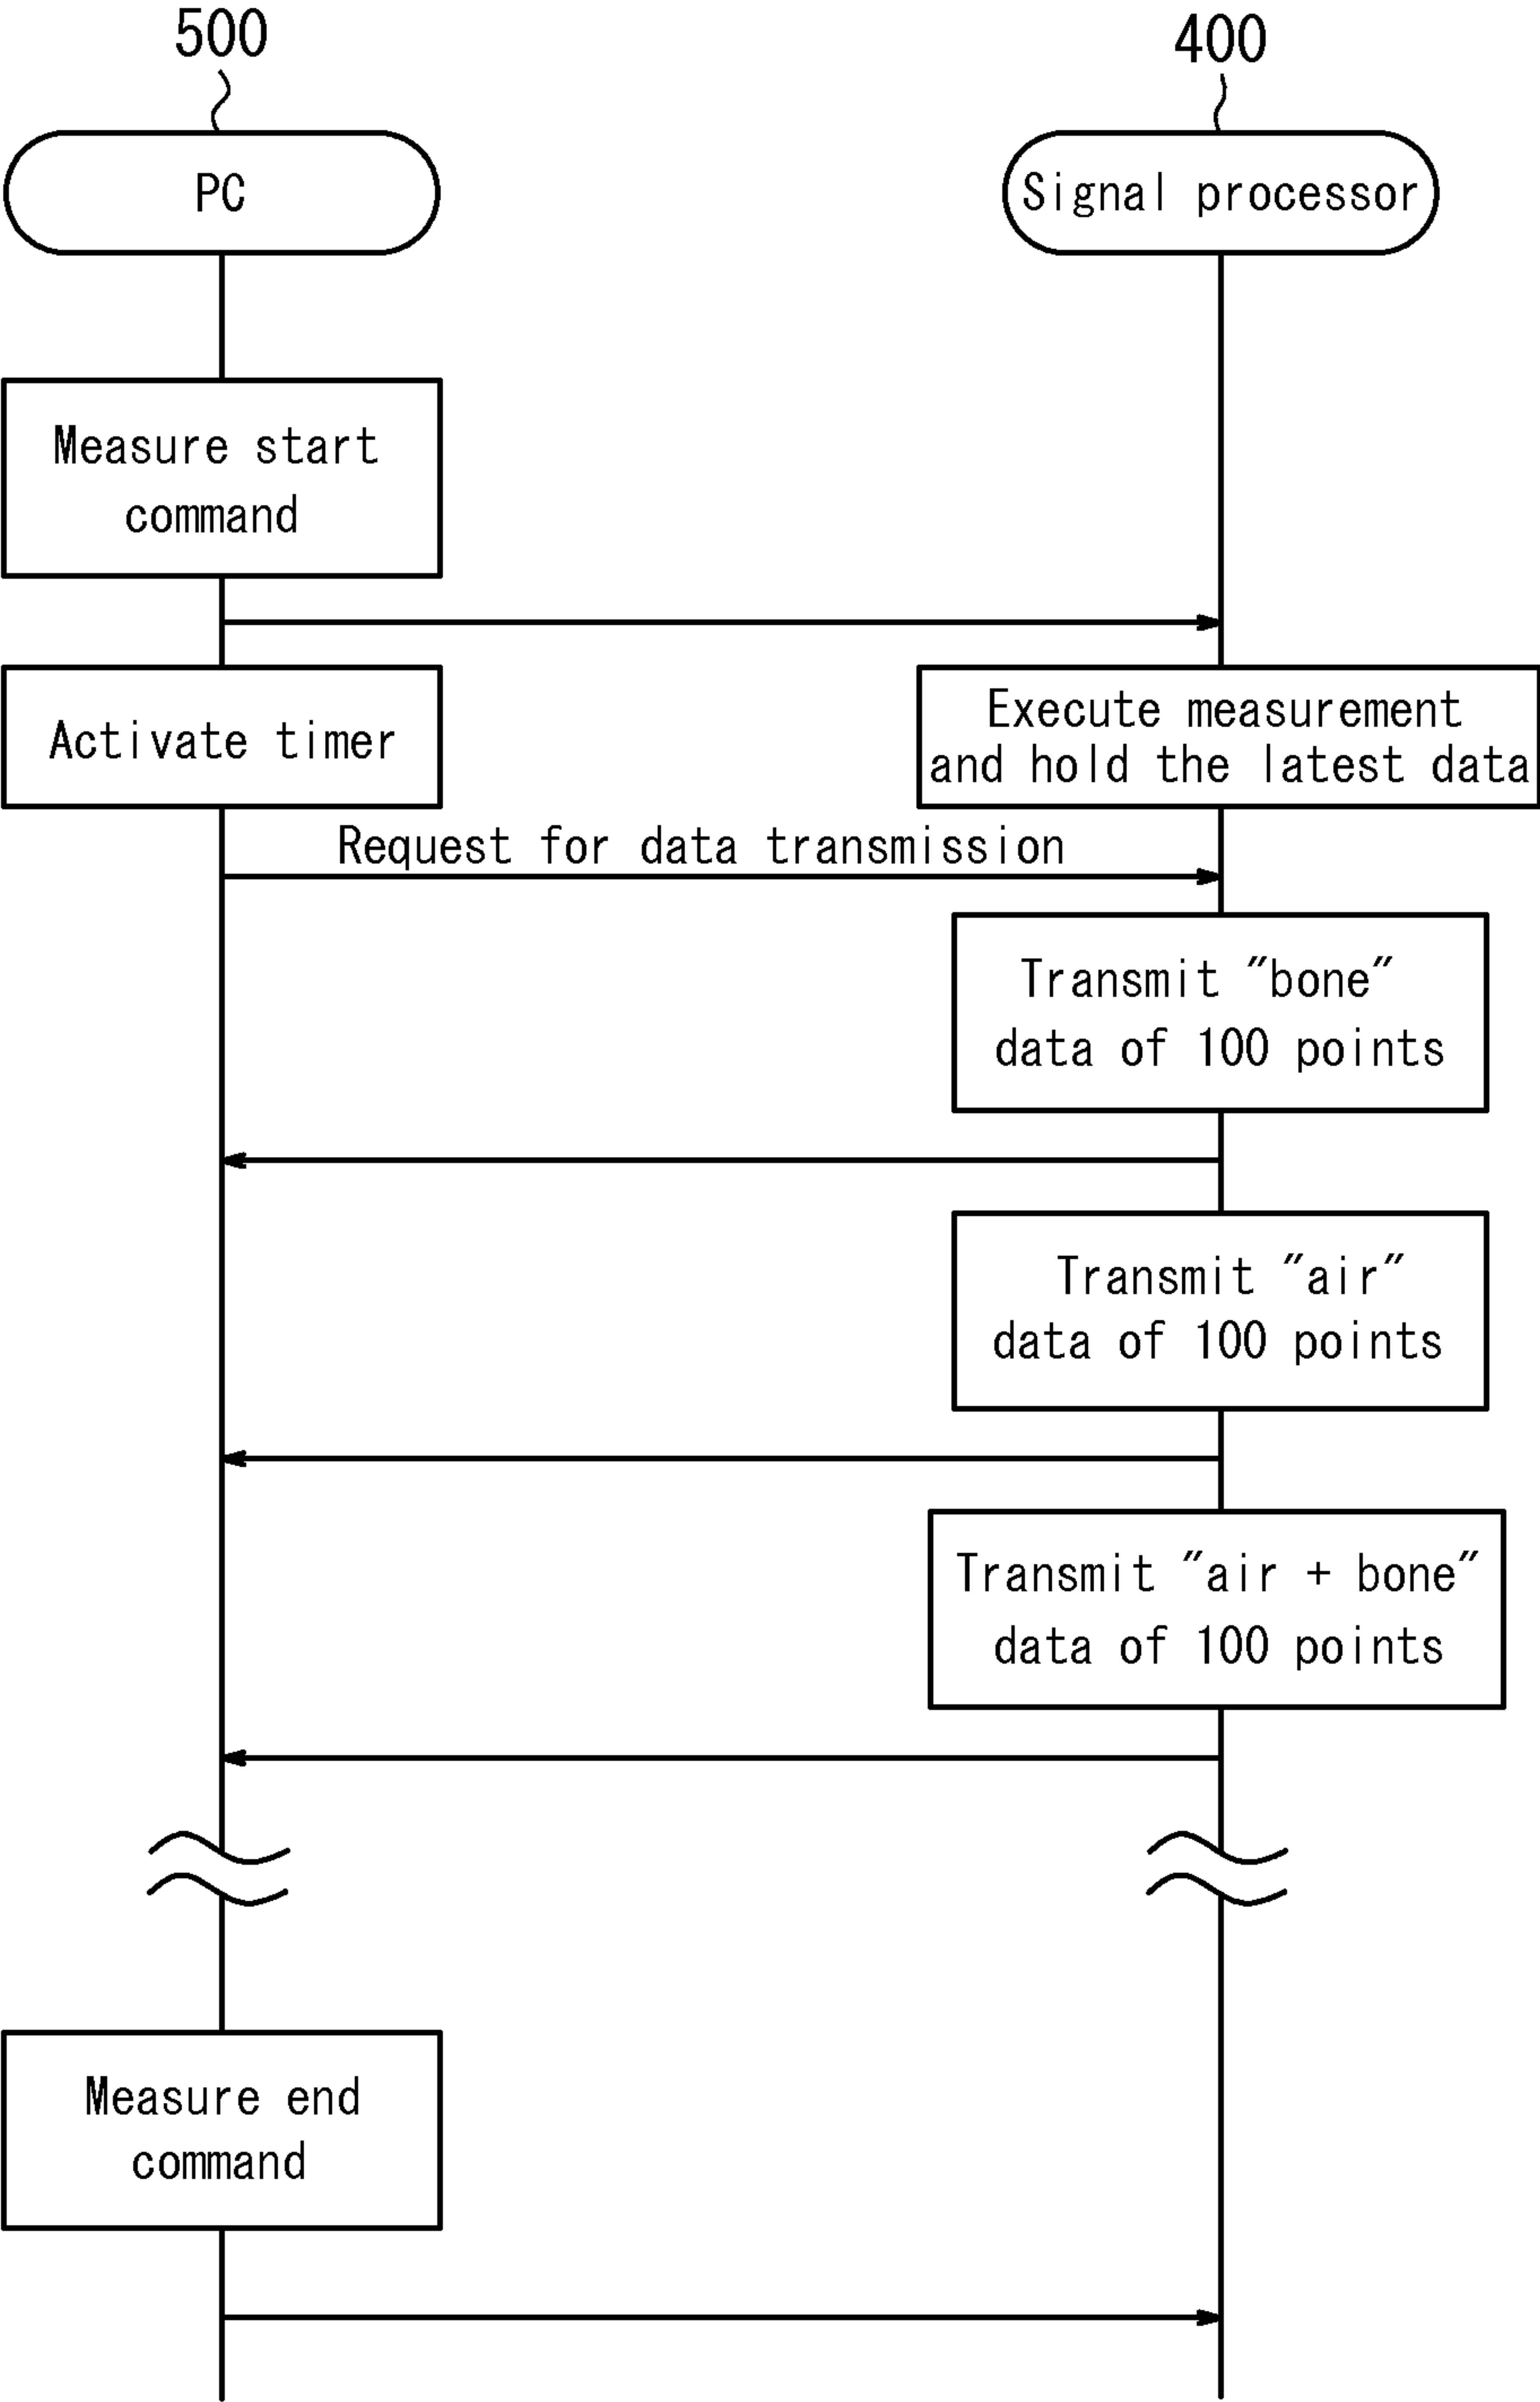 500
400
PC
Signal processor
Measure start
command
Activate timer
Execute measurement
and hold the latest data
Request for data transmission
Transmit "bone"
data of 100 points
Transmit "air"
data of 100 points
Transmit "air + bone"
data of 100 points
Measure end
command